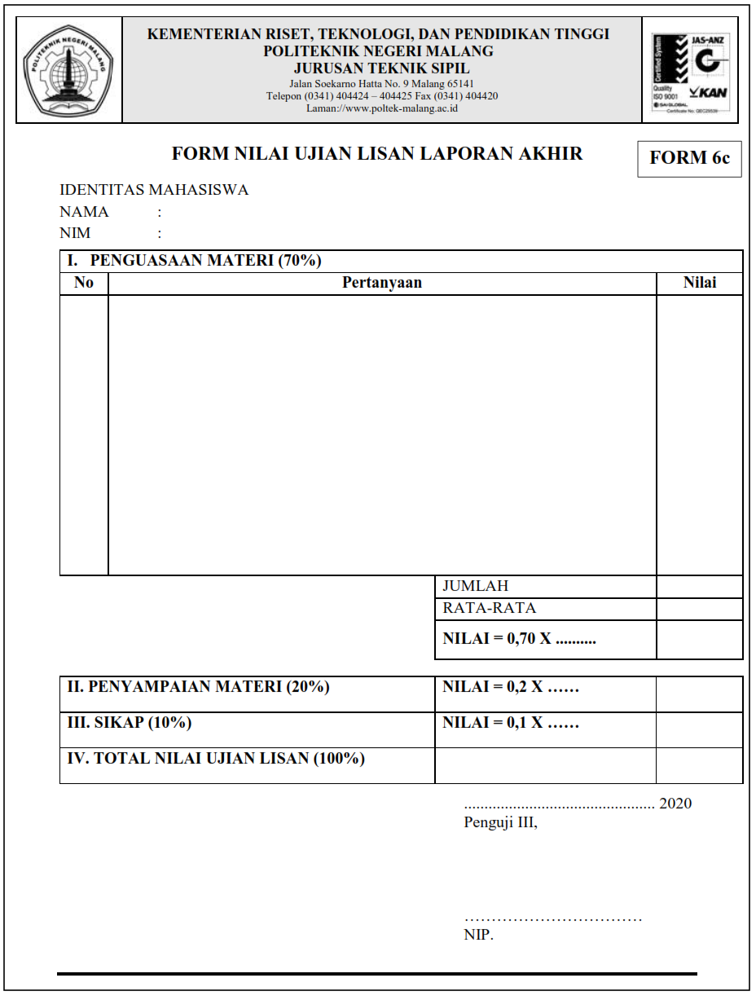 POLITEKNIK NEGERI MALANG
KEMENTERIAN RISET, TEKNOLOGI, DAN PENDIDIKAN TINGGI
POLITEKNIK NEGERI MALANG
JURUSAN TEKNIK SIPIL
Jalan Soekarno Hatta No. 9 Malang 65141
Telepon (0341) 404424 – 404425 Fax (0341) 404420
Laman://www.poltek-malang.ac.id
Certified System
JAS-ANZ
Quality
ISO 9001
KAN
SAI GLOBAL
Certificate No. QEC29539
FORM NILAI UJIAN LISAN LAPORAN AKHIR
FORM 6c
IDENTITAS MAHASISWA
NAMA :
NIM :
I. PENGUASAAN MATERI (70%)
No Pertanyaan Nilai
JUMLAH
RATA-RATA
NILAI = 0,70 X ..........
II. PENYAMPAIAN MATERI (20%) NILAI = 0,2 X ……
III. SIKAP (10%) NILAI = 0,1 X ……
IV. TOTAL NILAI UJIAN LISAN (100%)
............................................... 2020
Penguji III,
……………………………
NIP.